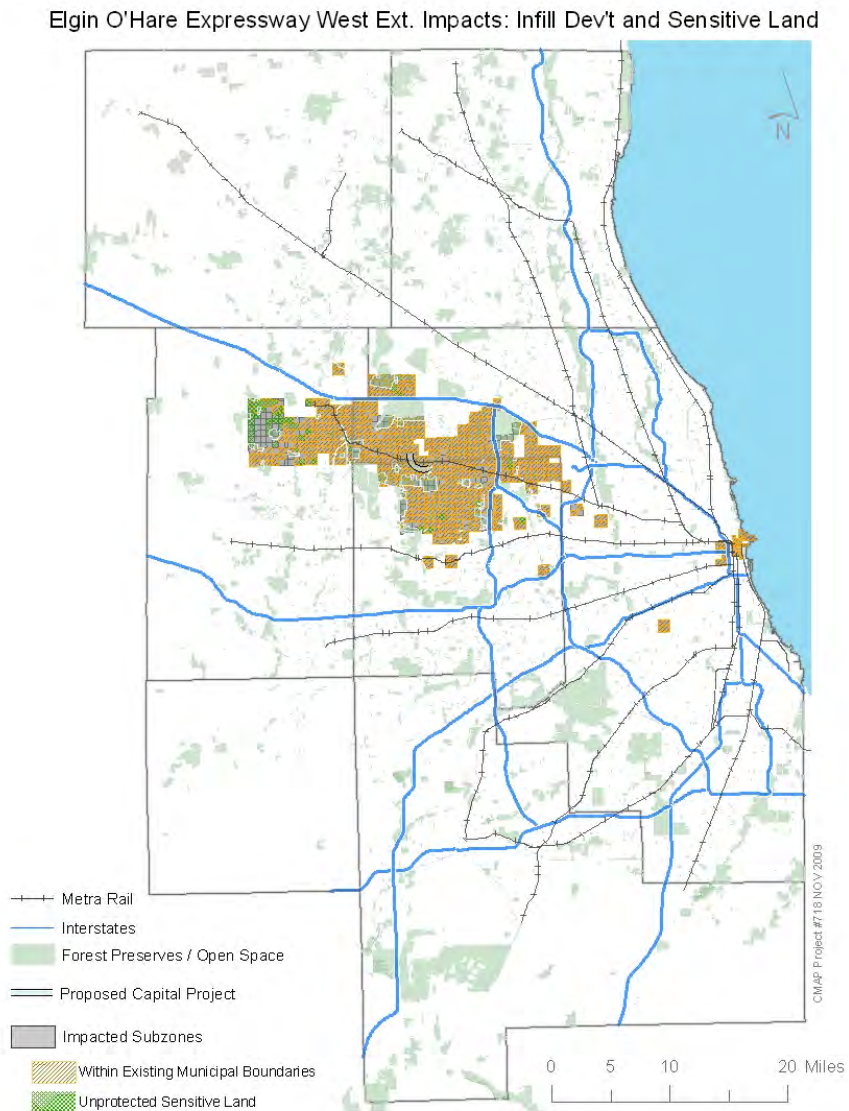 Elgin O'Hare Expressway West Ext. Impacts: Infill Dev't and Sensitive Land
N
Metra Rail
Interstates
Forest Preserves / Open Space
Proposed Capital Project
Impacted Subzones
Within Existing Municipal Boundaries
Unprotected Sensitive Land
0 5 10 20 Miles
CMAP Project #718 NOV 2009